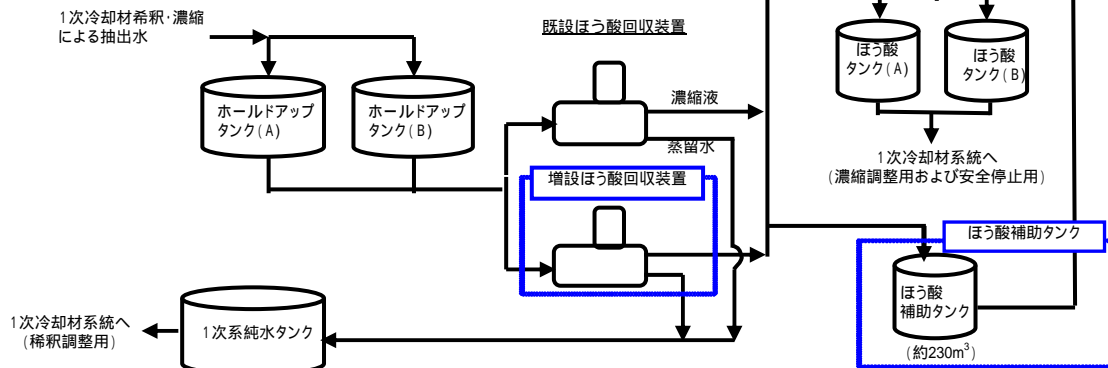 1次冷却材希釈･濃縮
による抽出水
既設ほう酸回収装置
ほう酸
タンク(A)
ほう酸
タンク(B)
ホールドアップ
タンク(A)
ホールドアップ
タンク(B)
濃縮液
蒸留水
1次冷却材系統へ
(濃縮調整用および安全停止用)
増設ほう酸回収装置
ほう酸補助タンク
ほう酸
補助タンク
(約230m³)
1次冷却材系統へ
(稀釈調整用)
1次系純水タンク